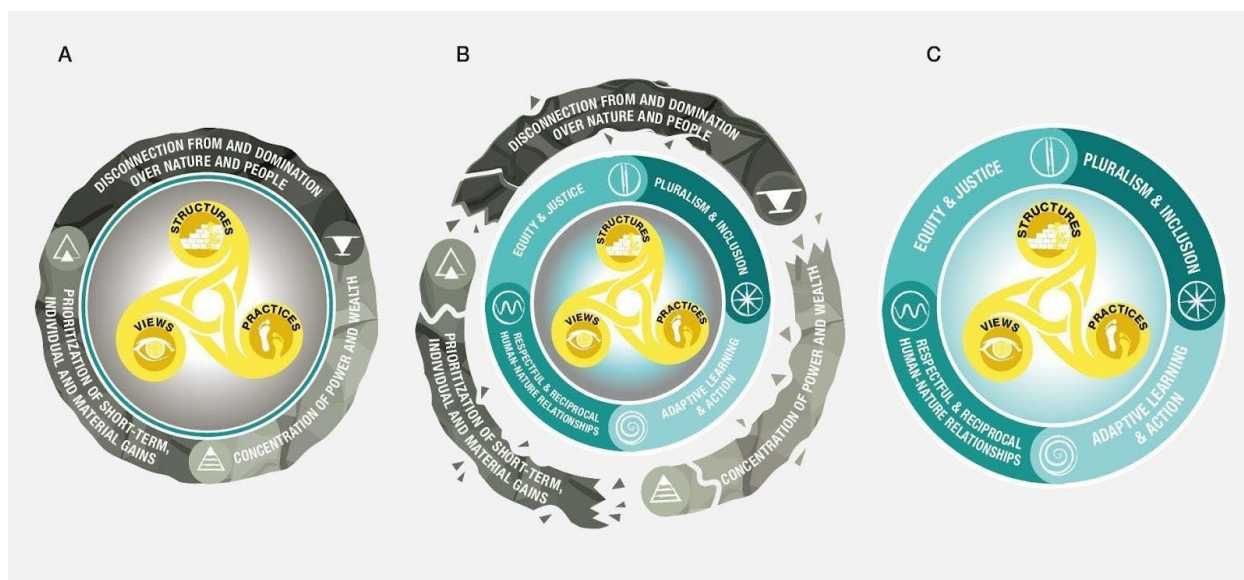 A
DISCONNECTION FROM AND DOMINATION
OVER NATURE AND PEOPLE
CONCENTRATION OF POWER AND WEALTH
PRIORITIZATION OF SHORT-TERM,
INDIVIDUAL AND MATERIAL GAINS
STRUCTURES
VIEWS
PRACTICES
B
DISCONNECTION FROM AND DOMINATION
OVER NATURE AND PEOPLE
CONCENTRATION OF POWER AND WEALTH
PRIORITIZATION OF SHORT-TERM,
INDIVIDUAL AND MATERIAL GAINS
EQUITY & JUSTICE
PLURALISM & INCLUSION
ADAPTIVE LEARNING
& ACTION
RESPECTFUL & RECIPROCAL
HUMAN-NATURE RELATIONSHIPS
STRUCTURES
VIEWS
PRACTICES
C
EQUITY & JUSTICE
PLURALISM & INCLUSION
ADAPTIVE LEARNING
& ACTION
RESPECTFUL & RECIPROCAL
HUMAN-NATURE RELATIONSHIPS
STRUCTURES
VIEWS
PRACTICES